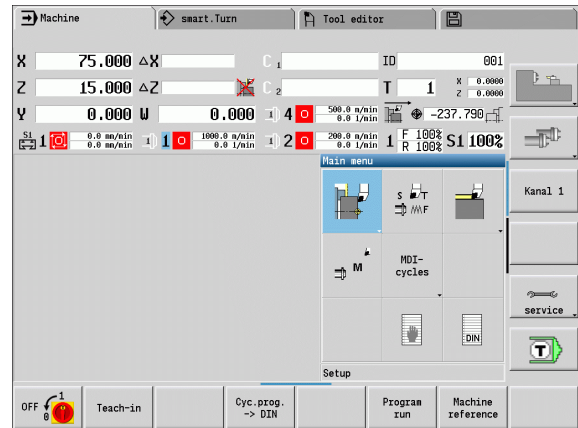 Machine
smart.Turn
Tool editor
X 75.000 △X C 1 ID 001
Z 15.000 △Z C 2 T 1 X 0.0000
Z 0.0000
Y 0.000 U 0.000 4 500.0 m/min
0.0 1/min -237.790
S1 1 0.0 mm/min
0.0 mm/min 1 1000.0 m/min
0.0 1/min 2 200.0 m/min
0.0 1/min 1 F 100%
R 100% S1 100%
Main menu
S T
F
M
MDI-
cycles
DIN
Setup
Kanal 1
service
T
OFF 1
0
Teach-in
Cyc.prog.
-> DIN
Program
run
Machine
reference